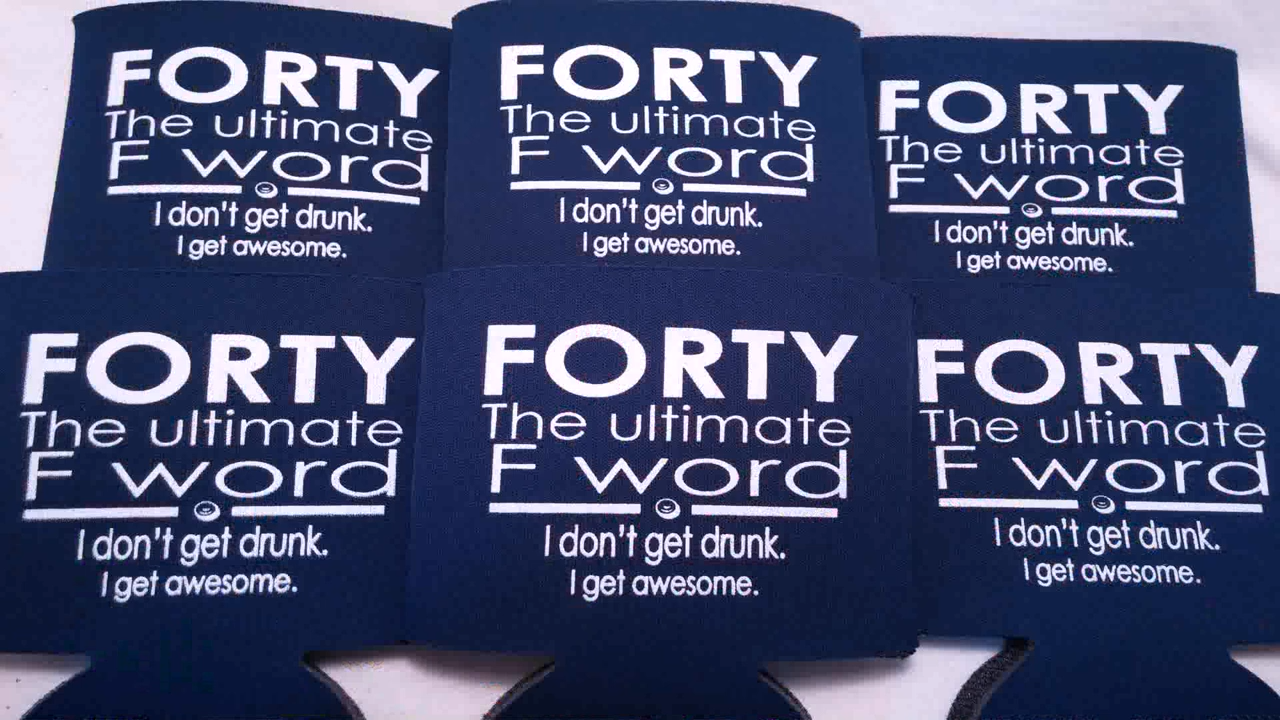 FORTY
The ultimate
F word
I don't get drunk.
I get awesome.
FORTY
The ultimate
F word
I don't get drunk.
I get awesome.
FORTY
The ultimate
F word
I don't get drunk.
I get awesome.
FORTY
The ultimate
F word
I don't get drunk.
I get awesome.
FORTY
The ultimate
F word
I don't get drunk.
I get awesome.
FORTY
The ultimate
F word
I don't get drunk.
I get awesome.